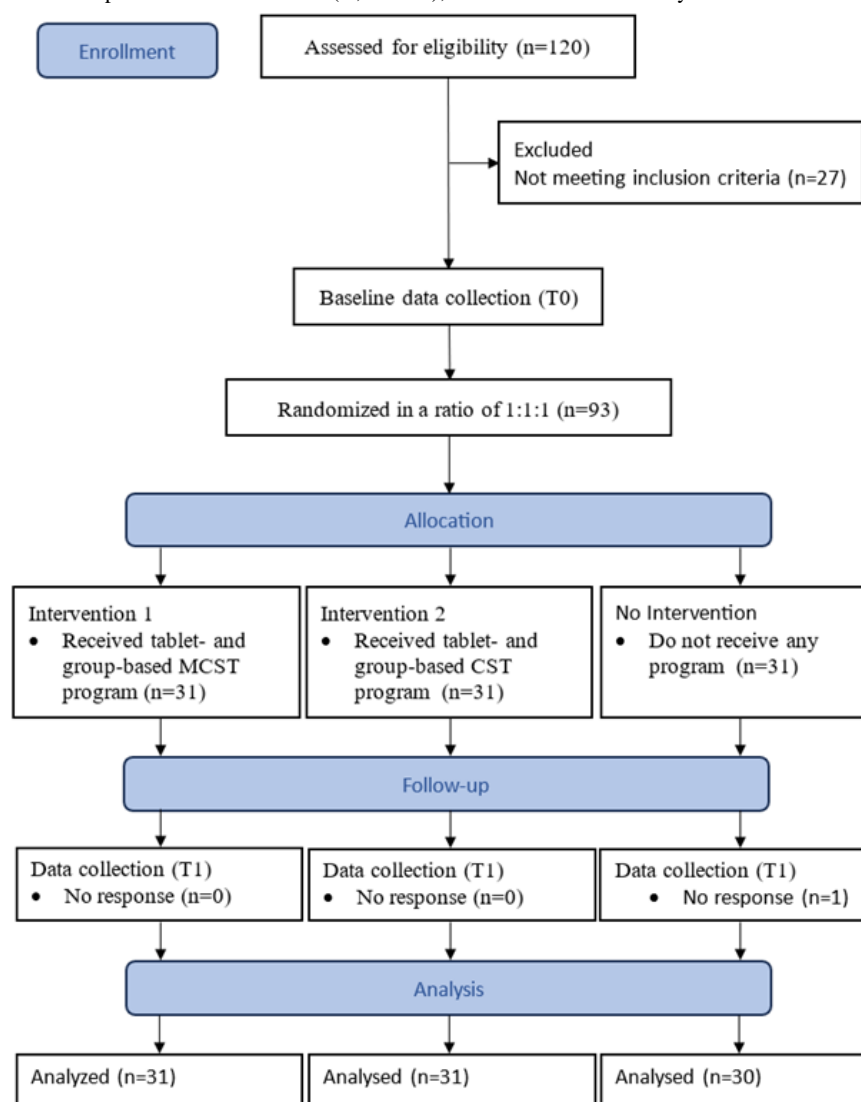 Enrollment
Assessed for eligibility (n=120)
Excluded
Not meeting inclusion criteria (n=27)
Baseline data collection (T0)
Randomized in a ratio of 1:1:1 (n=93)
Allocation
Intervention 1
• Received tablet- and
group-based MCST
program (n=31)
Intervention 2
• Received tablet- and
group-based CST
program (n=31)
No Intervention
• Do not receive any
program (n=31)
Follow-up
Data collection (T1)
• No response (n=0)
Data collection (T1)
• No response (n=0)
Data collection (T1)
• No response (n=1)
Analysis
Analyzed (n=31)
Analysed (n=31)
Analysed (n=30)